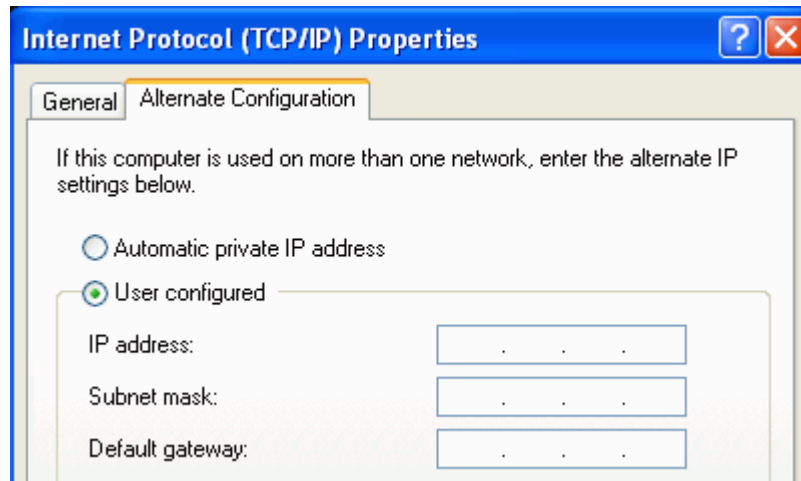 Internet Protocol (TCP/IP) Properties
General
Alternate Configuration
If this computer is used on more than one network, enter the alternate IP
settings below.
Automatic private IP address
User configured
IP address:
Subnet mask:
Default gateway: